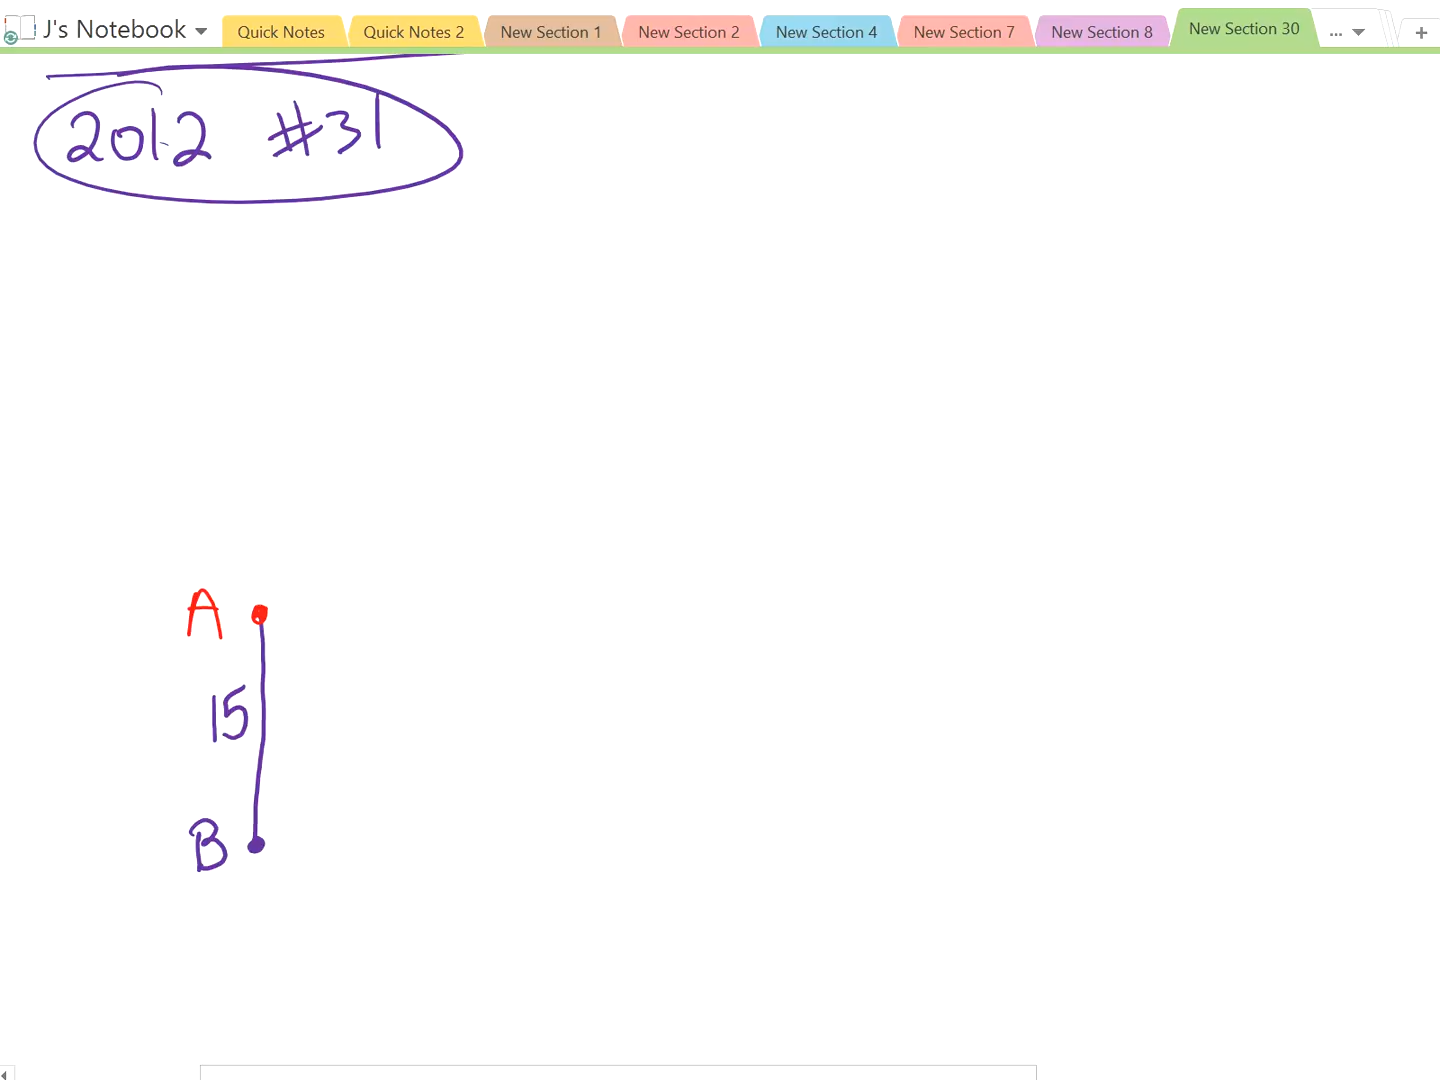 J's Notebook Quick Notes Quick Notes 2 New Section 1 New Section 2 New Section 4 New Section 7 New Section 8 New Section 30 ... +
2012 #31
A
15
B